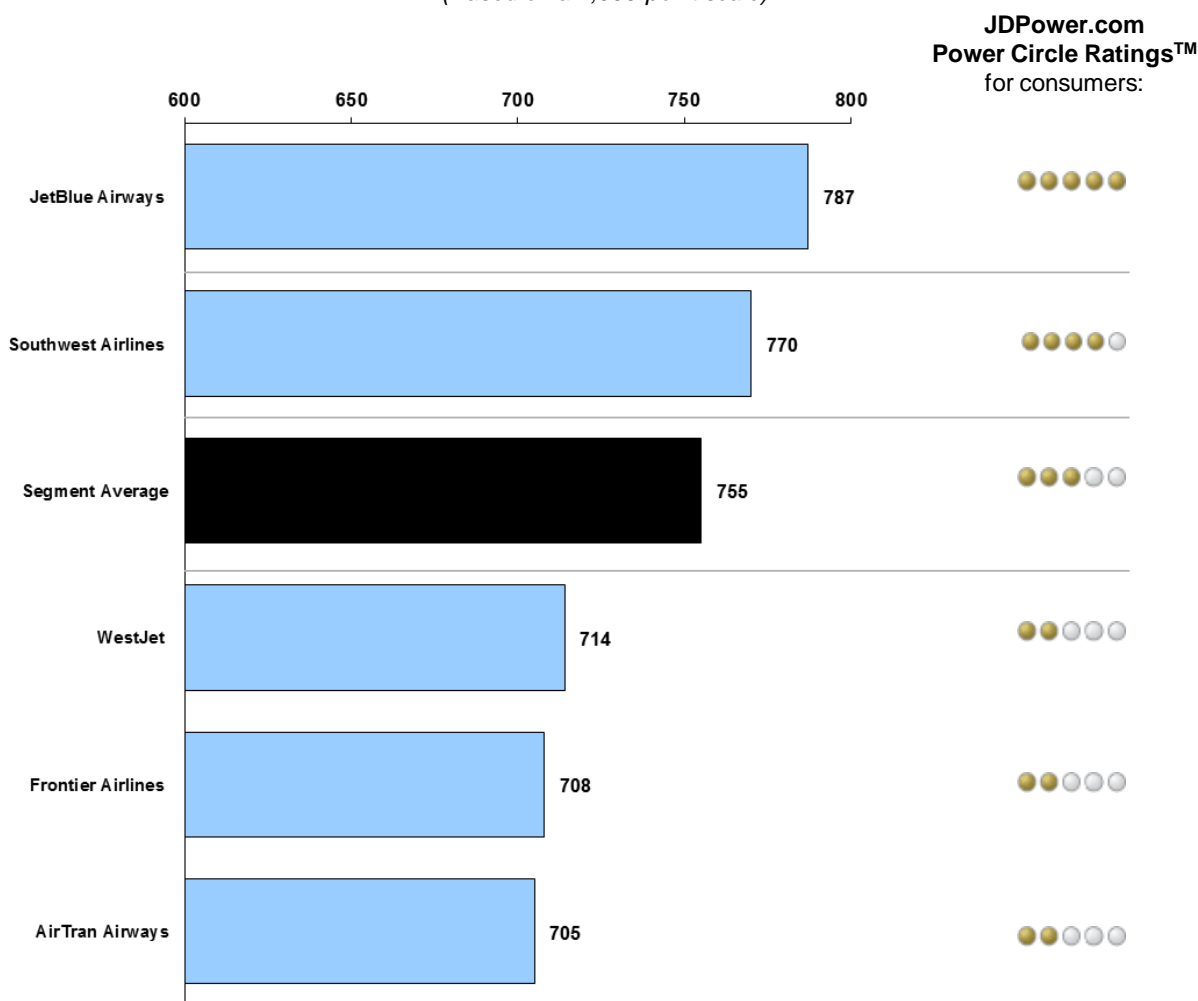 JDPower.com
Power Circle Ratings™
for consumers:
600 650 700 750 800
JetBlue Airways 787
Southwest Airlines 770
Segment Average 755
WestJet 714
Frontier Airlines 708
AirTran Airways 705